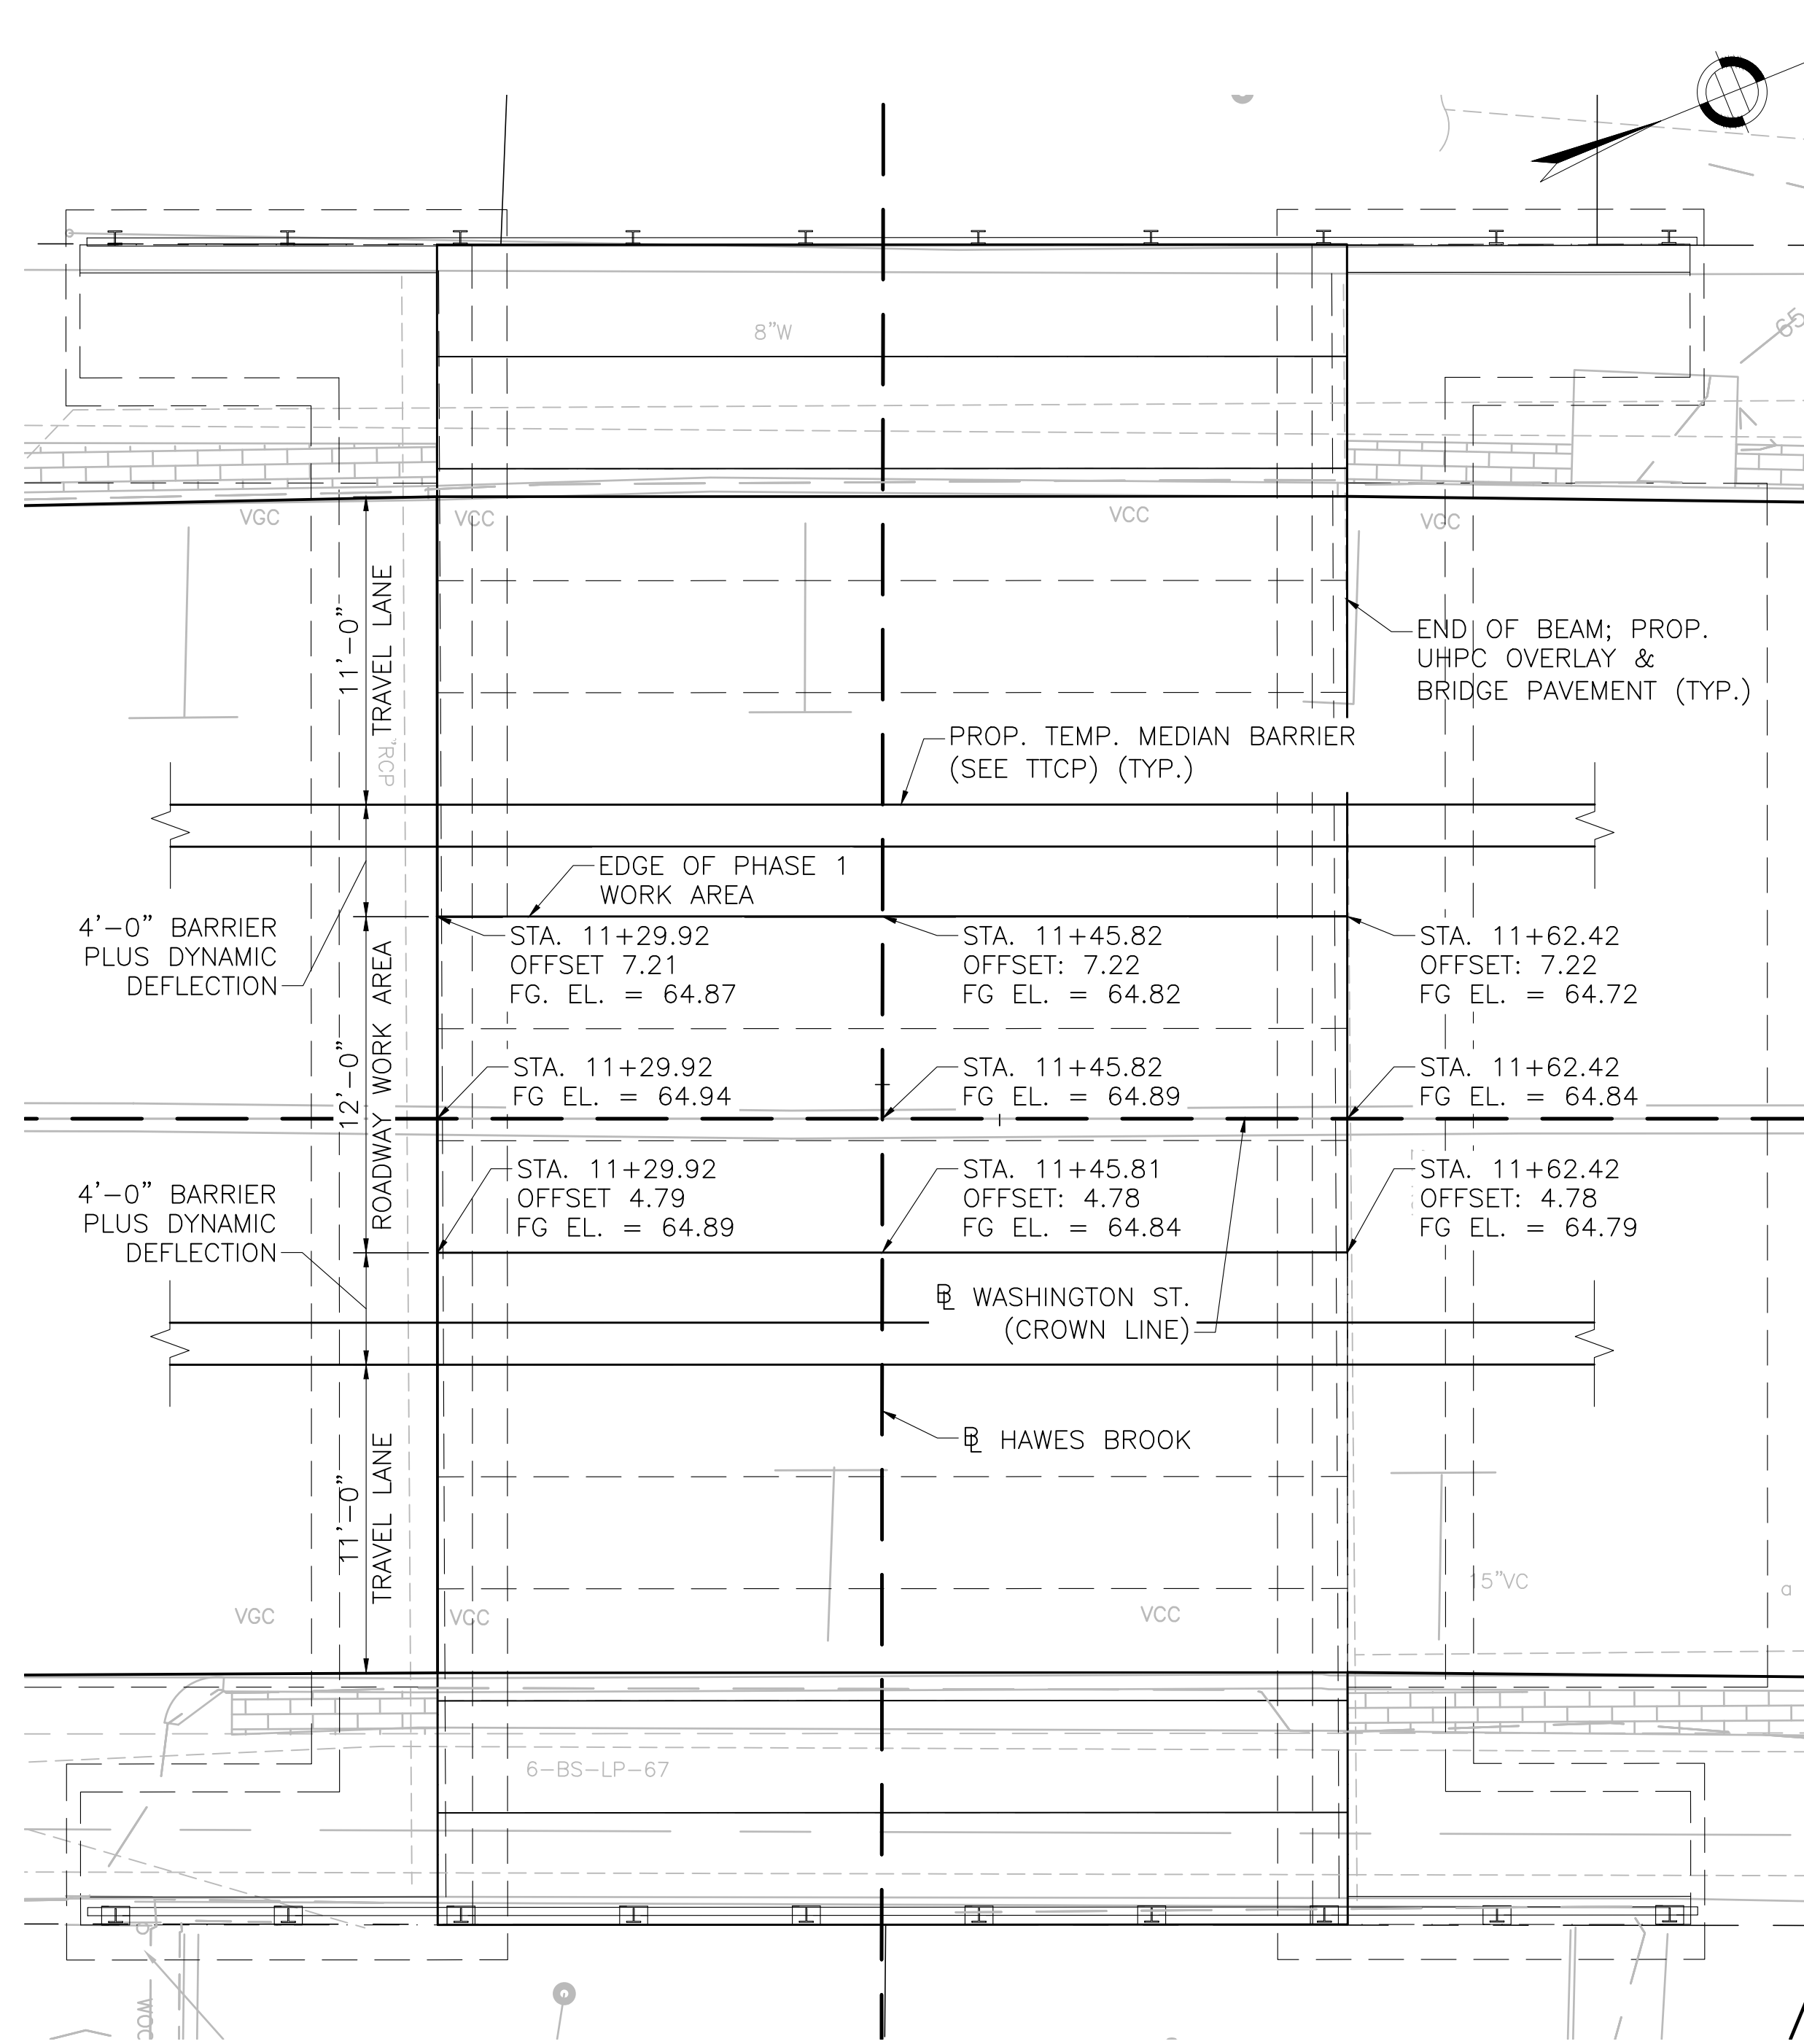 8"W
65
VGC
VCC
VCC
VGC
11'-0"
TRAVEL LANE
END OF BEAM; PROP.
UHPC OVERLAY &
BRIDGE PAVEMENT (TYP.)
"RCP
PROP. TEMP. MEDIAN BARRIER
(SEE TTCP) (TYP.)
EDGE OF PHASE 1
WORK AREA
4'-0" BARRIER
PLUS DYNAMIC
DEFLECTION
STA. 11+29.92
OFFSET 7.21
FG. EL. = 64.87
STA. 11+45.82
OFFSET: 7.22
FG EL. = 64.82
STA. 11+62.42
OFFSET: 7.22
FG EL. = 64.72
12'-0"
ROADWAY WORK AREA
STA. 11+29.92
FG EL. = 64.94
STA. 11+45.82
FG EL. = 64.89
STA. 11+62.42
FG EL. = 64.84
4'-0" BARRIER
PLUS DYNAMIC
DEFLECTION
STA. 11+29.92
OFFSET 4.79
FG EL. = 64.89
STA. 11+45.81
OFFSET: 4.78
FG EL. = 64.84
STA. 11+62.42
OFFSET: 4.78
FG EL. = 64.79
BL WASHINGTON ST.
(CROWN LINE)
BL HAWES BROOK
11'-0"
TRAVEL LANE
15"VC
a
VGC
VCC
VCC
6-BS-LP-67